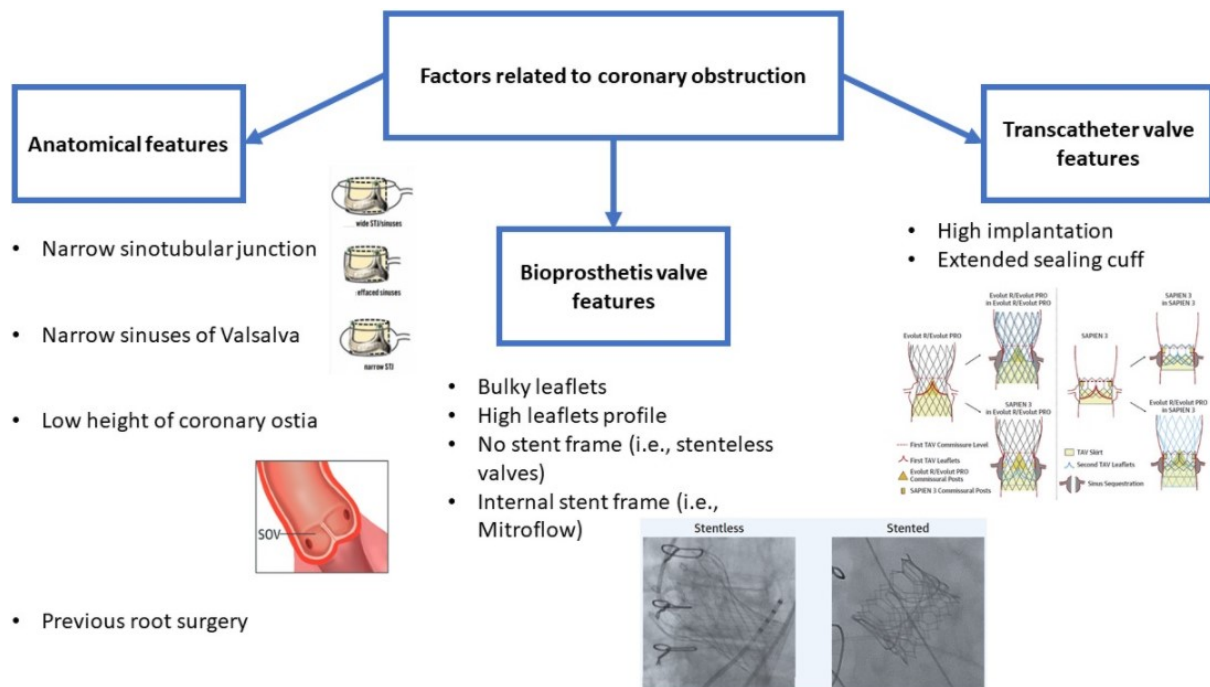 Factors related to coronary obstruction
Anatomical features
Narrow sinotubular junction
Narrow sinuses of Valsalva
Low height of coronary ostia
Previous root surgery
wide STJ/sinuses
effaced sinuses
narrow STJ
SOV
Bioprosthetis valve
features
Bulky leaflets
High leaflets profile
No stent frame (i.e., stenteless
valves)
Internal stent frame (i.e.,
Mitroflow)
Stentless
Stented
Transcatheter valve
features
High implantation
Extended sealing cuff
Evolut R/Evolut PRO
Evolut R/Evolut PRO
in Evolut R/Evolut PRO
SAPIEN 3
in Evolut R/Evolut PRO
SAPIEN 3
SAPIEN 3
in SAPIEN 3
Evolut R/Evolut PRO
in SAPIEN 3
First TAV Commissure Level
First TAV Leaflets
Evolut R/Evolut PRO
Commissural Posts
SAPIEN 3 Commissural Posts
TAV Skirt
Second TAV Leaflets
Sinus Sequestration